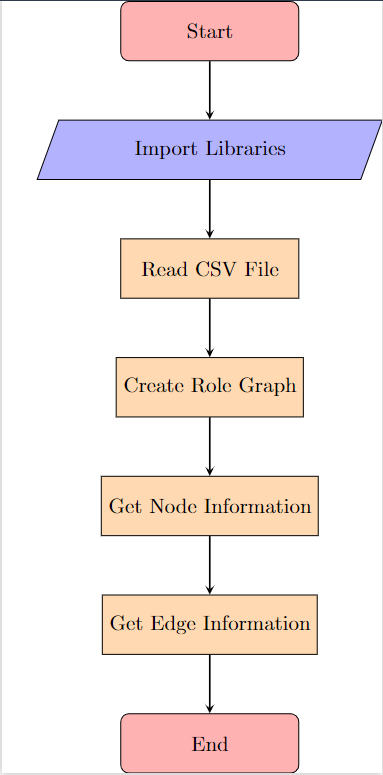 Start
Import Libraries
Read CSV File
Create Role Graph
Get Node Information
Get Edge Information
End